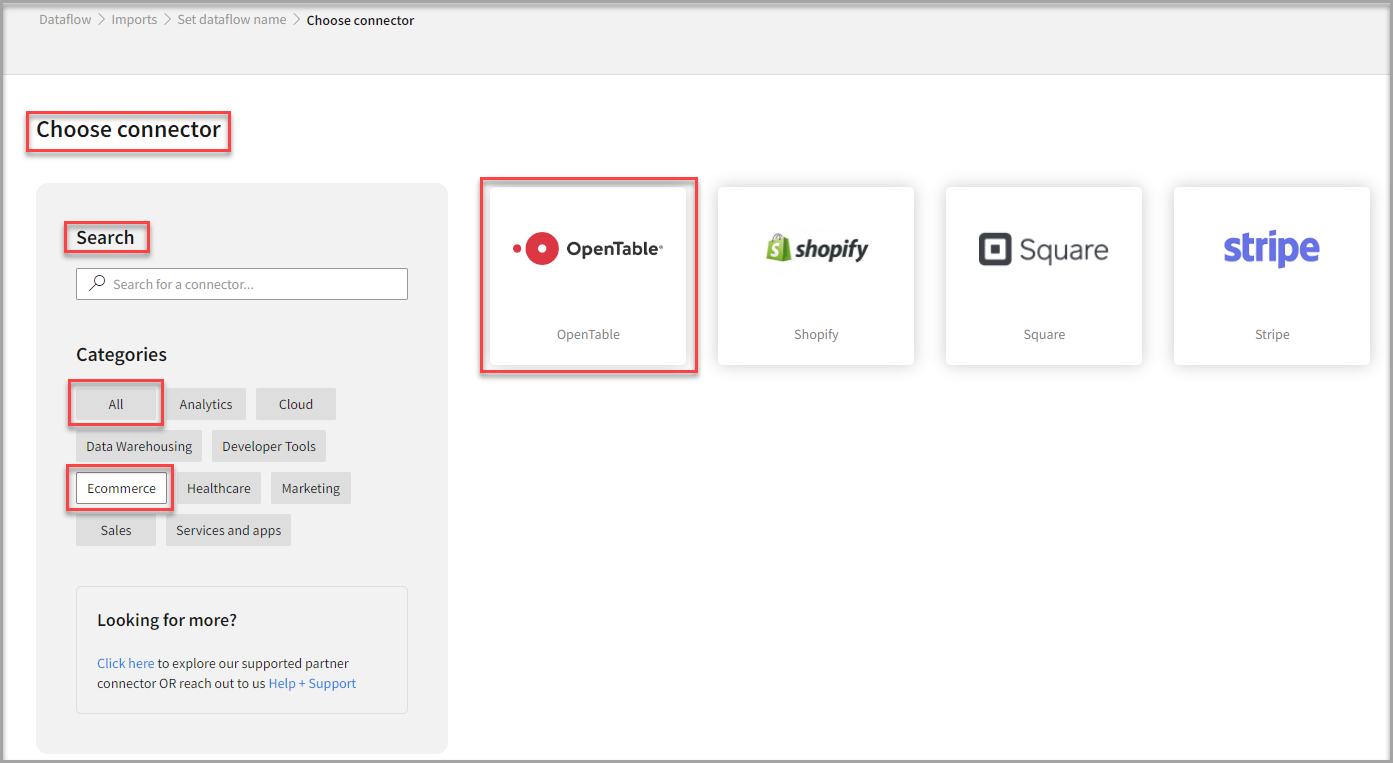 Dataflow > Imports > Set dataflow name > Choose connector
Choose connector
Search
Search for a connector...
Categories
All
Analytics
Cloud
Data Warehousing
Developer Tools
Ecommerce
Healthcare
Marketing
Sales
Services and apps
Looking for more?
Click here to explore our supported partner
connector OR reach out to us Help + Support
OpenTable®
OpenTable
shopify
Shopify
Square
Square
stripe
Stripe